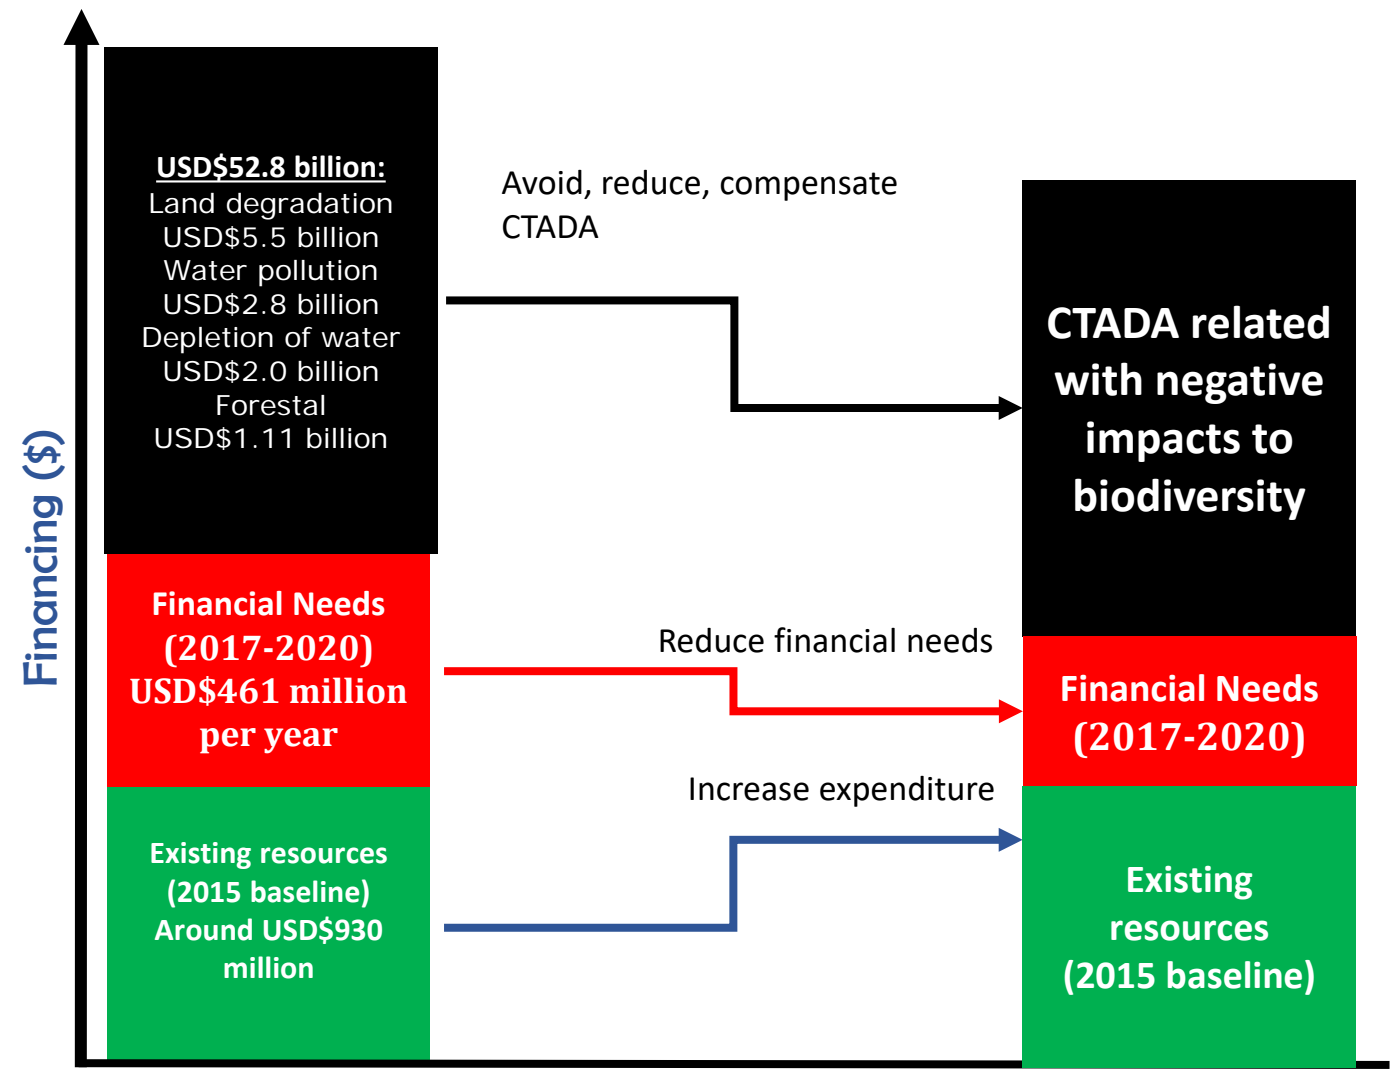 Financing ($)
USD$52.8 billion:
Land degradation
USD$5.5 billion
Water pollution
USD$2.8 billion
Depletion of water
USD$2.0 billion
Forestal
USD$1.11 billion
Financial Needs
(2017-2020)
USD$461 million
per year
Existing resources
(2015 baseline)
Around USD$930
million
Avoid, reduce, compensate
CTADA
Reduce financial needs
Increase expenditure
CTADA related
with negative
impacts to
biodiversity
Financial Needs
(2017-2020)
Existing
resources
(2015 baseline)